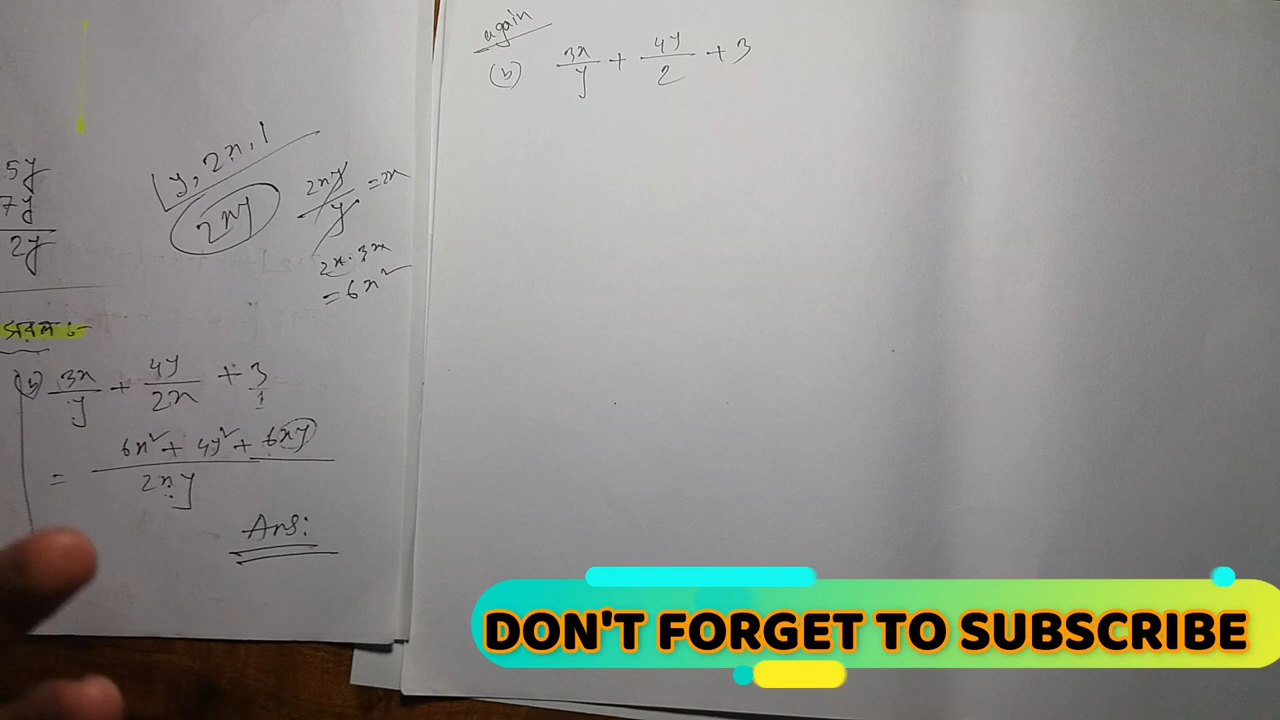 5y
7y
2y
y, 2x, 1
2xy
2xy/y = 2x
2x . 3x
= 6x²
সরল :-
(b) 3x/y + 4y/2x + 3/1
= 6x² + 4y² + 6xy / 2xy
Ans:
again
(b) 3x/y + 4y/2 + 3
DON'T FORGET TO SUBSCRIBE